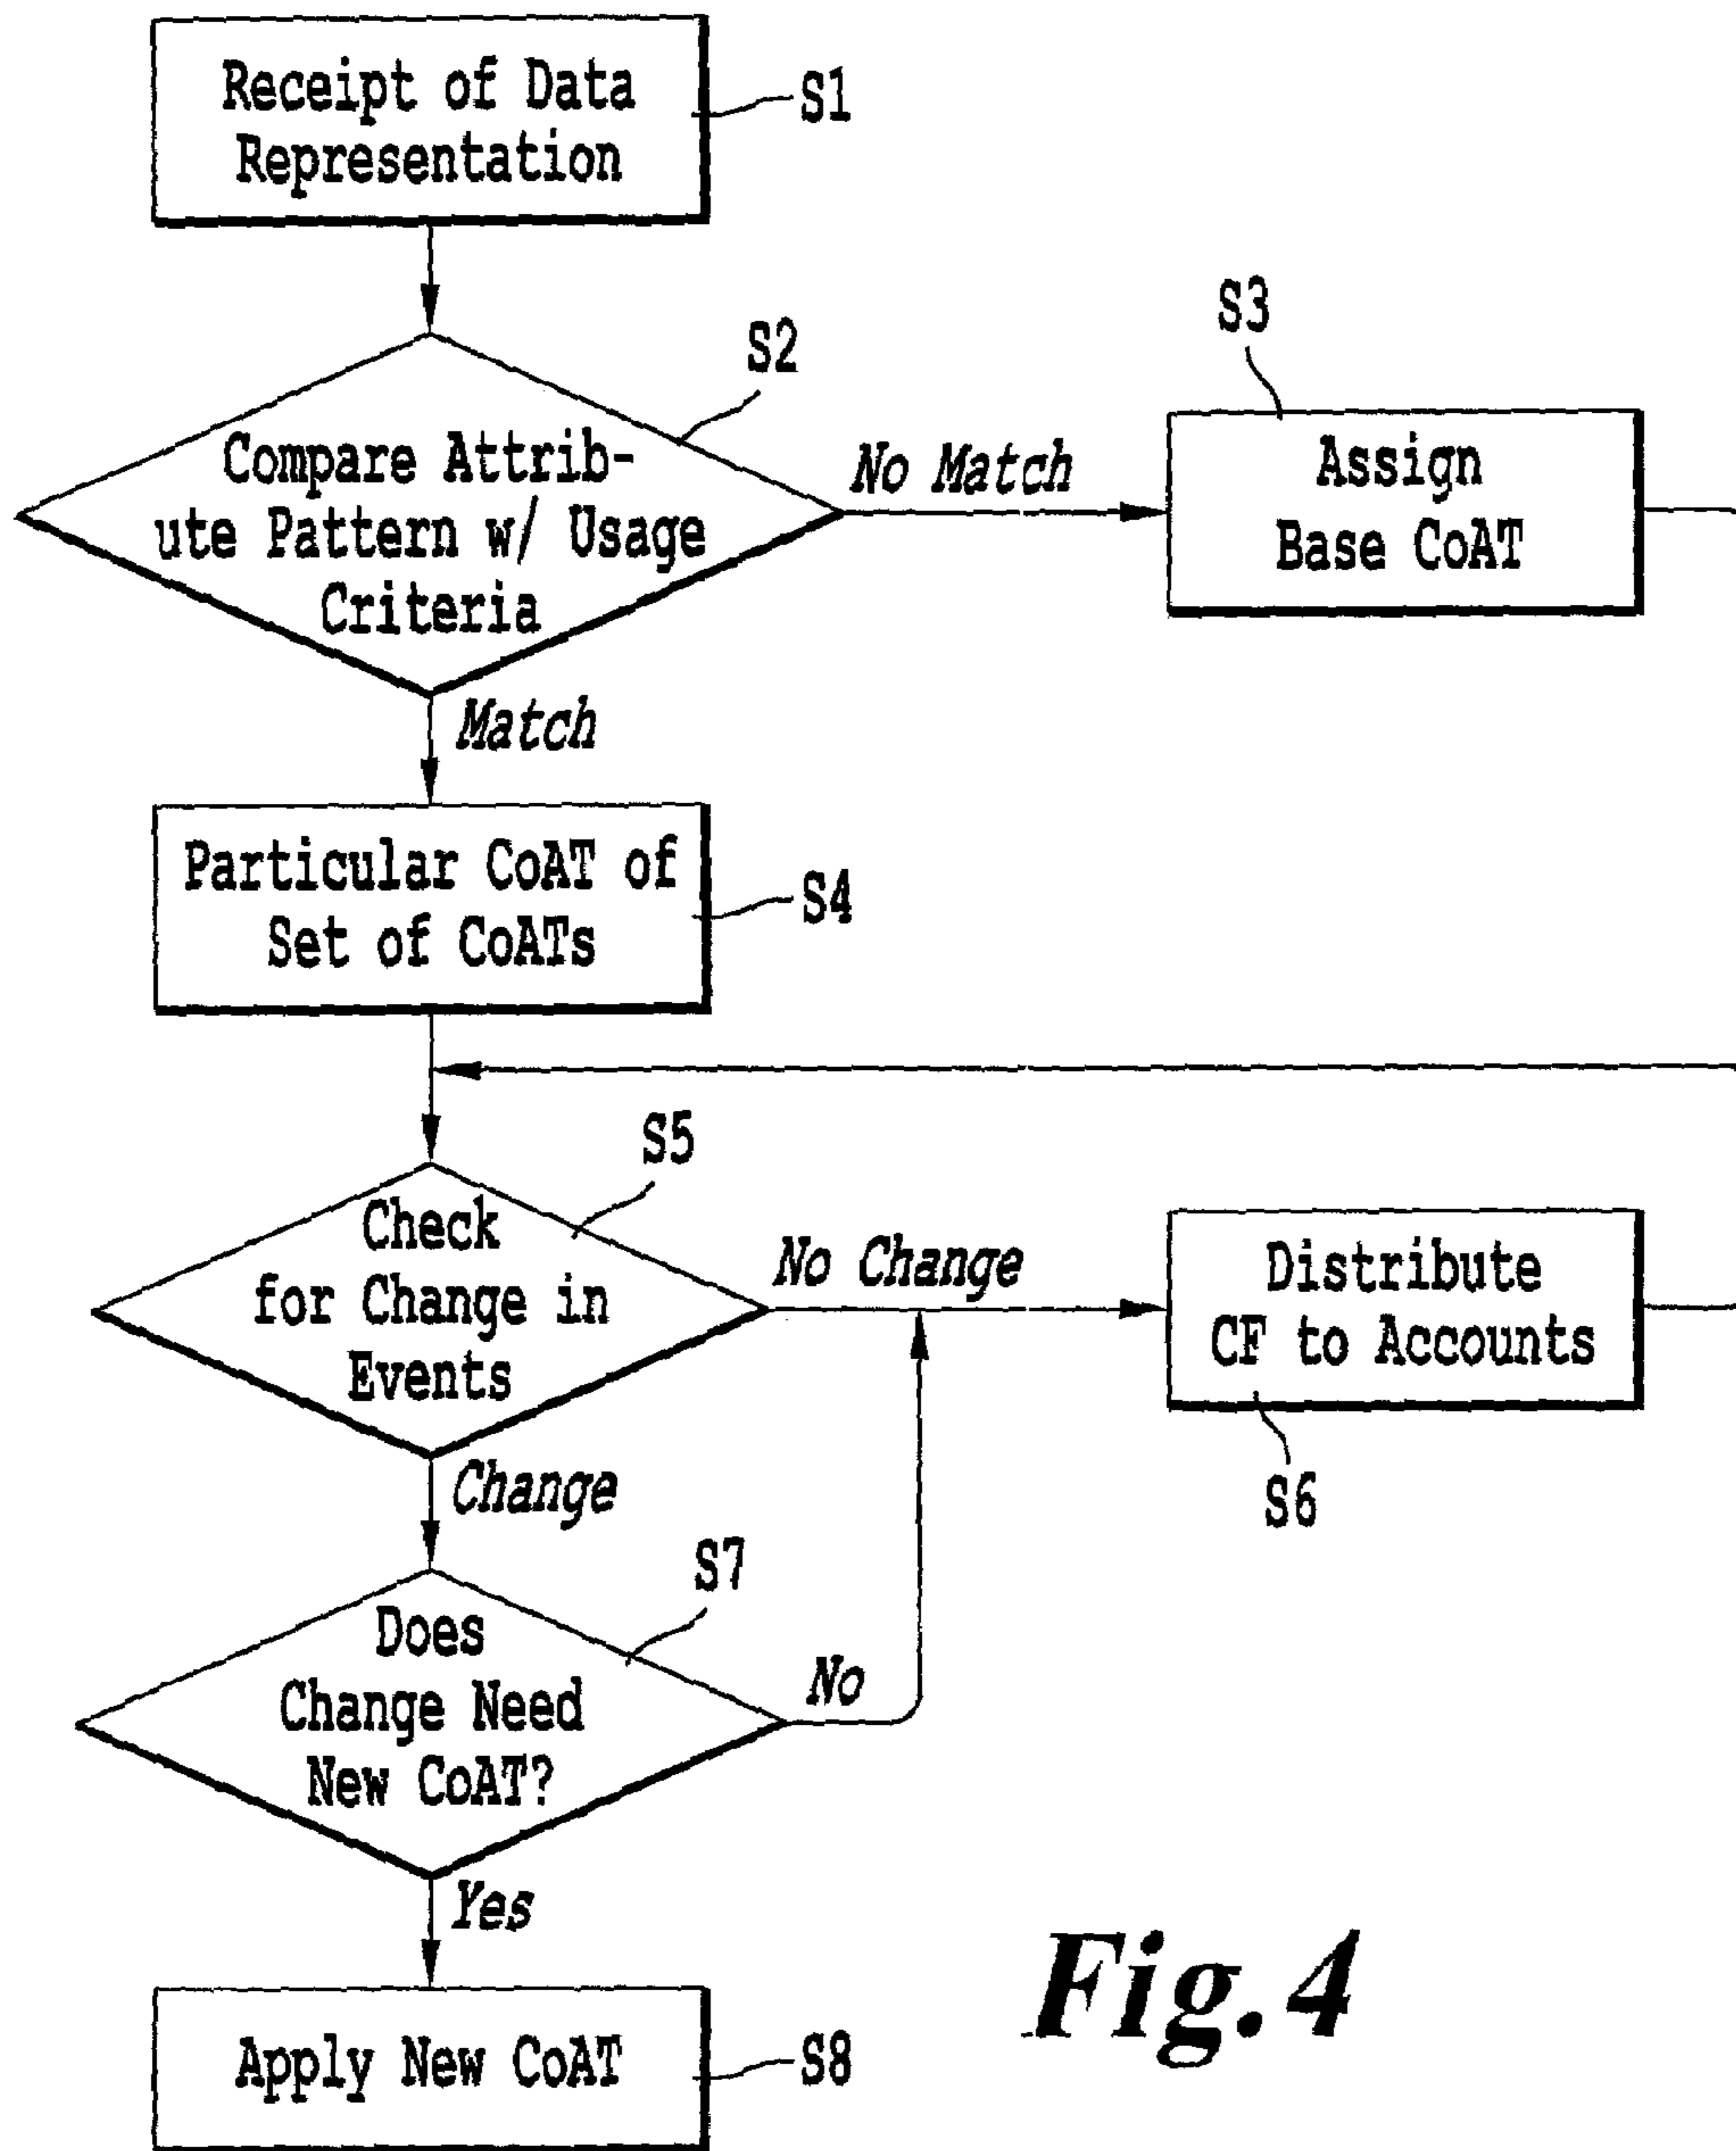 Receipt of Data
Representation
S1
S2
Compare Attrib-
ute Pattern w/ Usage
Criteria
No Match
S3
Assign
Base CoAT
Match
Particular CoAT of
Set of CoATs
S4
S5
Check
for Change in
Events
No Change
Distribute
CF to Accounts
S6
Change
S7
Does
Change Need
New CoAT?
No
Yes
Apply New CoAT
S8
Fig.4